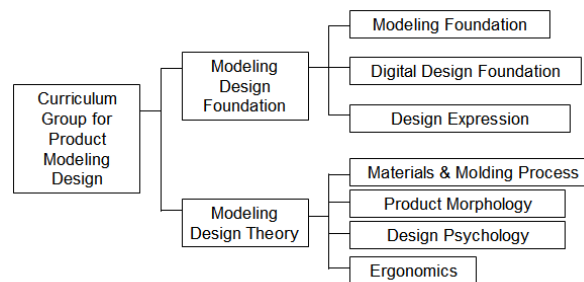 Curriculum
Group for
Product
Modeling
Design
Modeling
Design
Foundation
Modeling Foundation
Digital Design Foundation
Design Expression
Modeling
Design Theory
Materials & Molding Process
Product Morphology
Design Psychology
Ergonomics